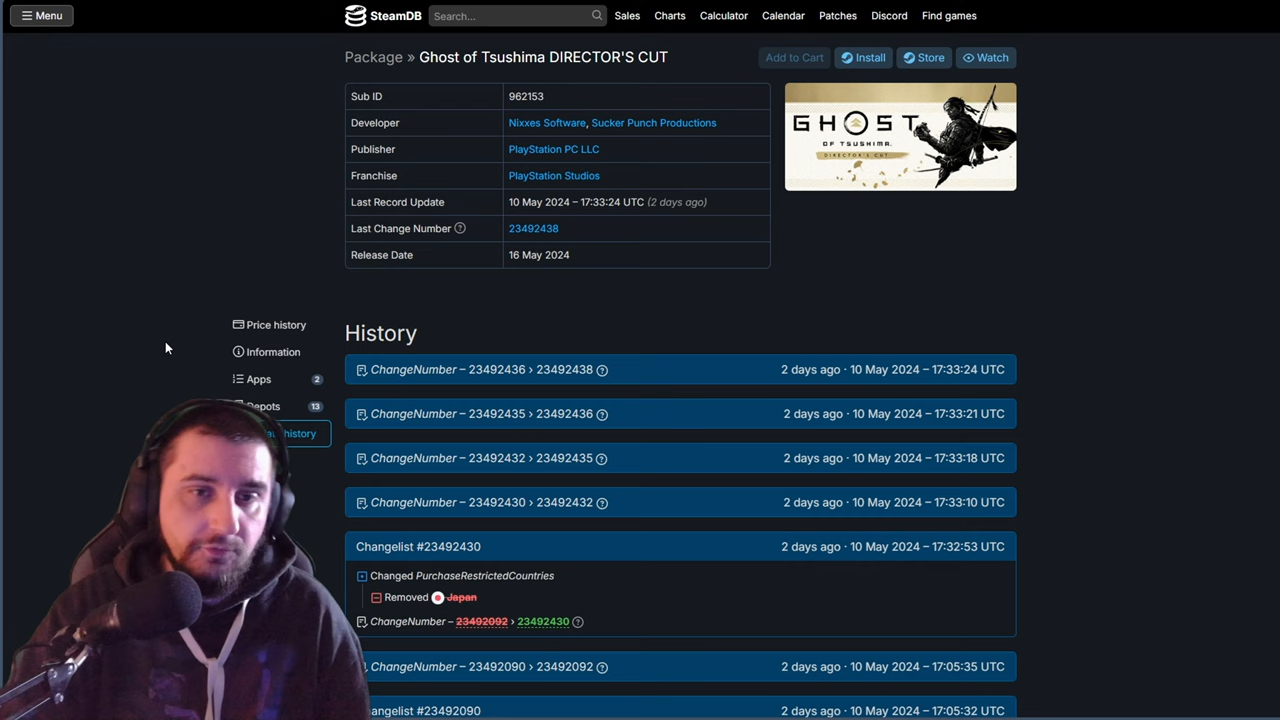 Menu
SteamDB Search... Sales Charts Calculator Calendar Patches Discord Find games
Package » Ghost of Tsushima DIRECTOR'S CUT
Add to Cart Install Store Watch
Sub ID 962153
Developer Nixxes Software, Sucker Punch Productions
Publisher PlayStation PC LLC
Franchise PlayStation Studios
Last Record Update 10 May 2024 – 17:33:24 UTC (2 days ago)
Last Change Number ? 23492438
Release Date 16 May 2024
GHOST
OF TSUSHIMA
DIRECTOR'S CUT
Price history
Information
Apps 2
Depots 13
history
History
ChangeNumber – 23492436 › 23492438 ? 2 days ago · 10 May 2024 – 17:33:24 UTC
ChangeNumber – 23492435 › 23492436 ? 2 days ago · 10 May 2024 – 17:33:21 UTC
ChangeNumber – 23492432 › 23492435 ? 2 days ago · 10 May 2024 – 17:33:18 UTC
ChangeNumber – 23492430 › 23492432 ? 2 days ago · 10 May 2024 – 17:33:10 UTC
Changelist #23492430 2 days ago · 10 May 2024 – 17:32:53 UTC
Changed PurchaseRestrictedCountries
Removed Japan
ChangeNumber – 23492092 › 23492430 ?
ChangeNumber – 23492090 › 23492092 ? 2 days ago · 10 May 2024 – 17:05:35 UTC
angelist #23492090 2 days ago · 10 May 2024 – 17:05:32 UTC